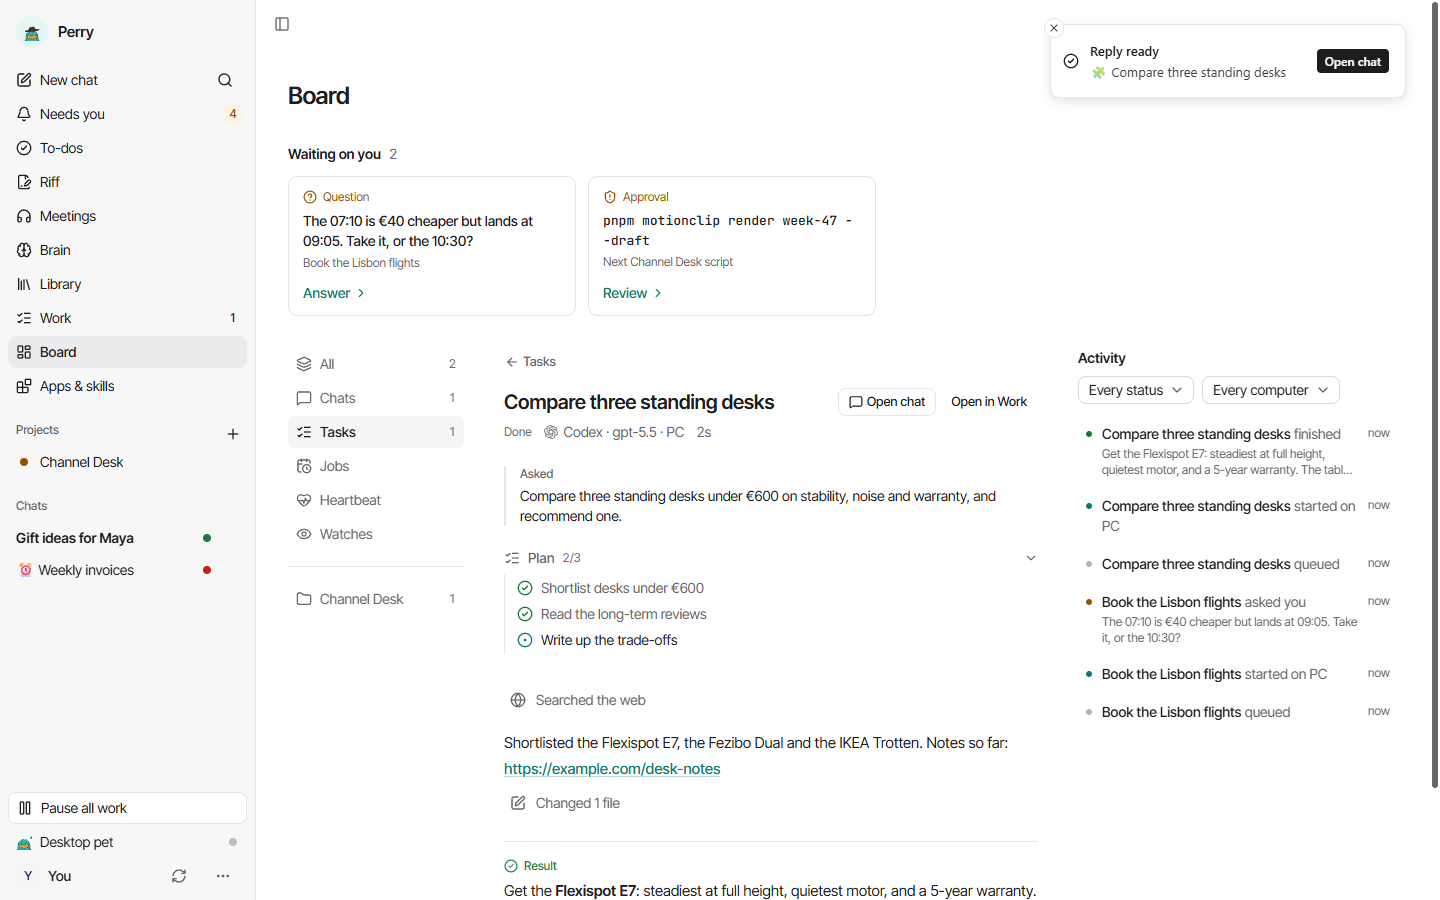 Perry
New chat
Needs you 4
To-dos
Riff
Meetings
Brain
Library
Work 1
Board
Apps & skills
Projects
Channel Desk
Chats
Gift ideas for Maya
Weekly invoices
Pause all work
Desktop pet
Y You
Board
Reply ready
Compare three standing desks
Open chat
Waiting on you 2
Question
The 07:10 is €40 cheaper but lands at
09:05. Take it, or the 10:30?
Book the Lisbon flights
Answer
Approval
pnpm motionclip render week-47 -
-draft
Next Channel Desk script
Review
All 2
Chats 1
Tasks 1
Jobs
Heartbeat
Watches
Channel Desk 1
Tasks
Compare three standing desks
Open chat
Open in Work
Done Codex · gpt-5.5 · PC 2s
Asked
Compare three standing desks under €600 on stability, noise and warranty, and
recommend one.
Plan 2/3
Shortlist desks under €600
Read the long-term reviews
Write up the trade-offs
Searched the web
Shortlisted the Flexispot E7, the Fezibo Dual and the IKEA Trotten. Notes so far:
https://example.com/desk-notes
Changed 1 file
Result
Get the Flexispot E7: steadiest at full height, quietest motor, and a 5-year warranty.
Activity
Every status
Every computer
Compare three standing desks finished now
Get the Flexispot E7: steadiest at full height,
quietest motor, and a 5-year warranty. The tabl...
Compare three standing desks started on now
PC
Compare three standing desks queued now
Book the Lisbon flights asked you now
The 07:10 is €40 cheaper but lands at 09:05. Take
it, or the 10:30?
Book the Lisbon flights started on PC now
Book the Lisbon flights queued now